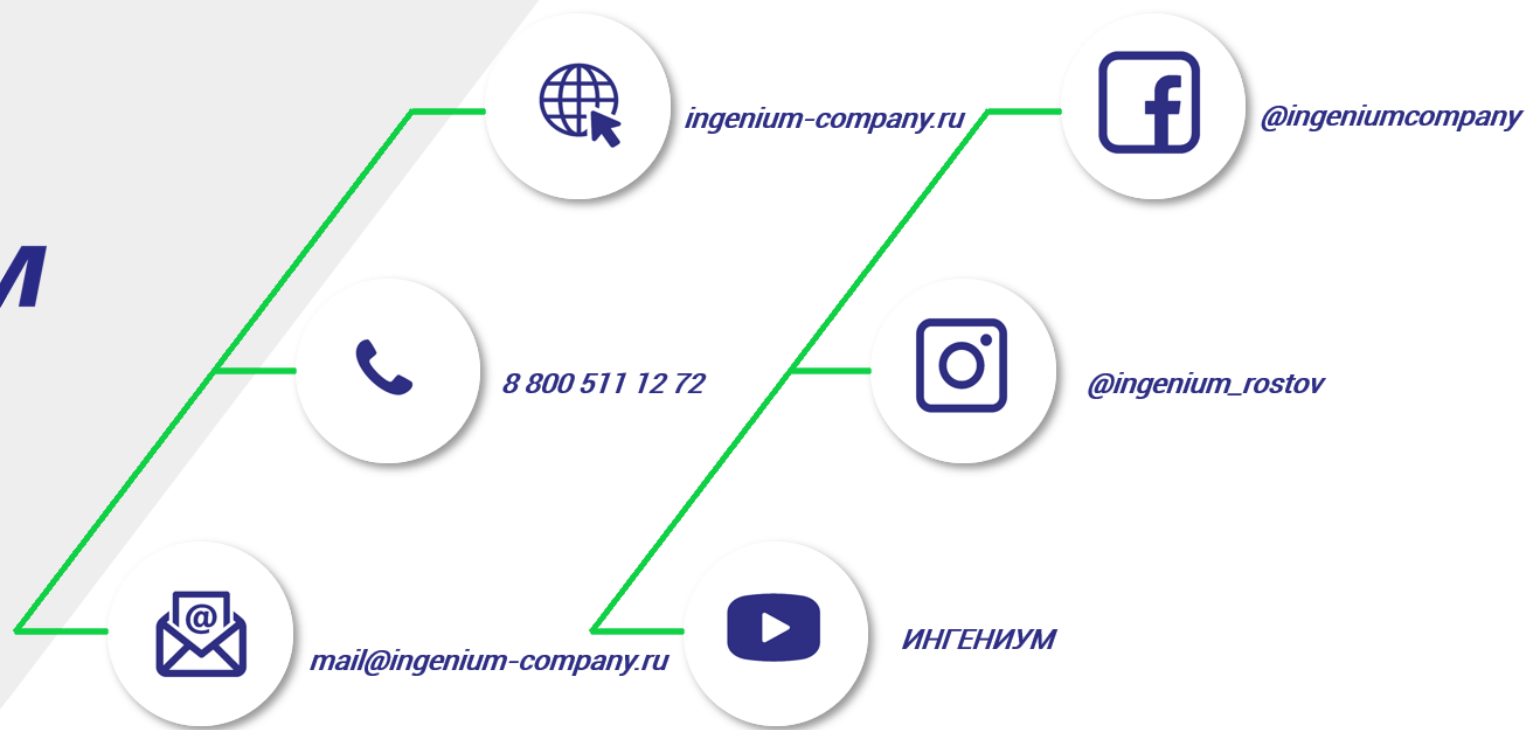 ingenium-company.ru
@ingeniumcompany
М
8 800 511 12 72
@ingenium_rostov
mail@ingenium-company.ru
ИНГЕНИУМ